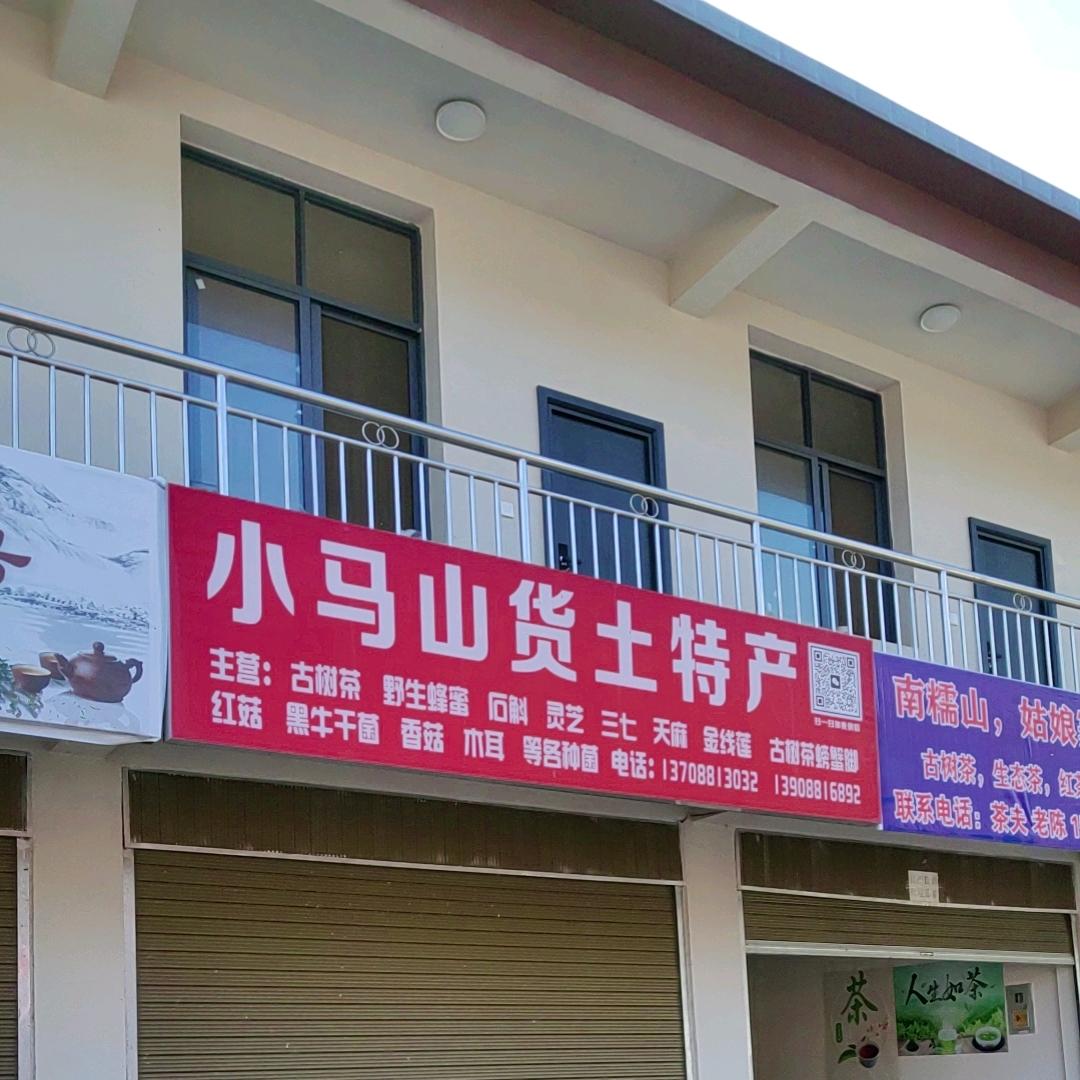 小马山货土特产
主营：古树茶 野生蜂蜜 石斛 灵芝 三七 天麻 金线莲 古树茶螃蟹脚
红菇 黑牛干菌 香菇 木耳 等各种菌 电话：13708813032 13908816892
南糯山，姑娘
古树茶，生态茶，红茶
联系电话：茶夫 老陈 1
茶
人生如茶